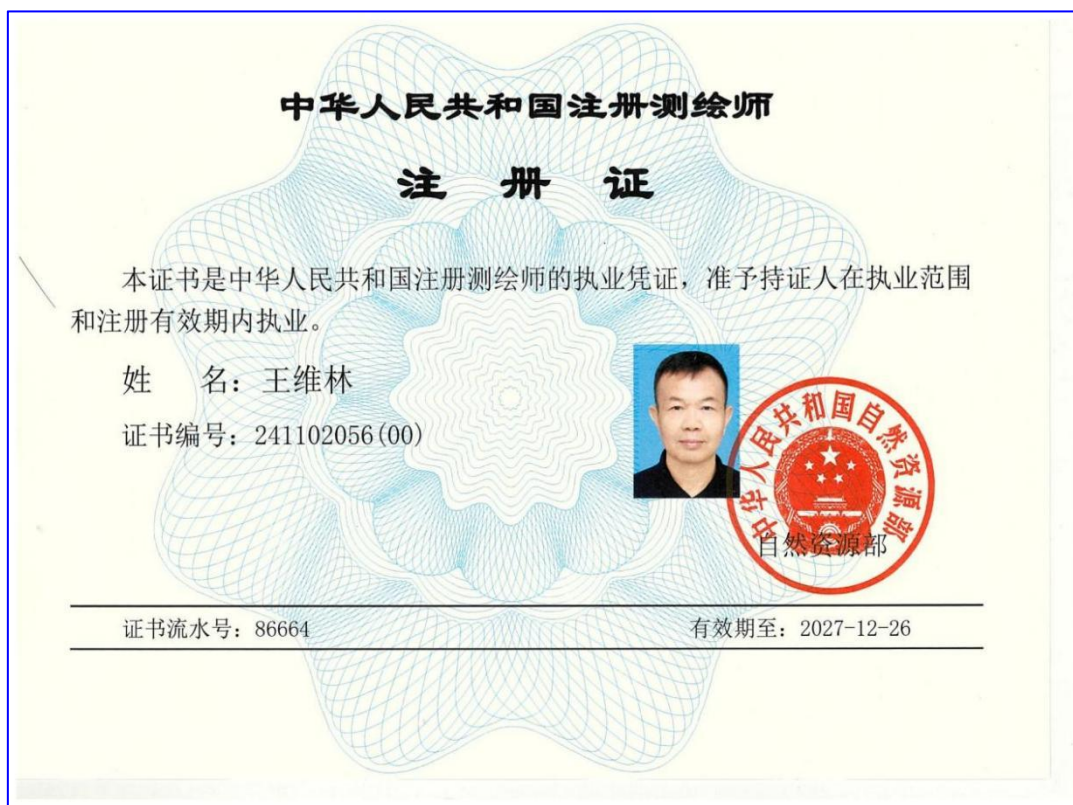 中华人民共和国注册测绘师
注 册 证
本证书是中华人民共和国注册测绘师的执业凭证，准予持证人在执业范围
和注册有效期内执业。
姓 名：王维林
证书编号：241102056(00)
中华人民共和国自然资源部
自然资源部
证书流水号：86664
有效期至：2027-12-26